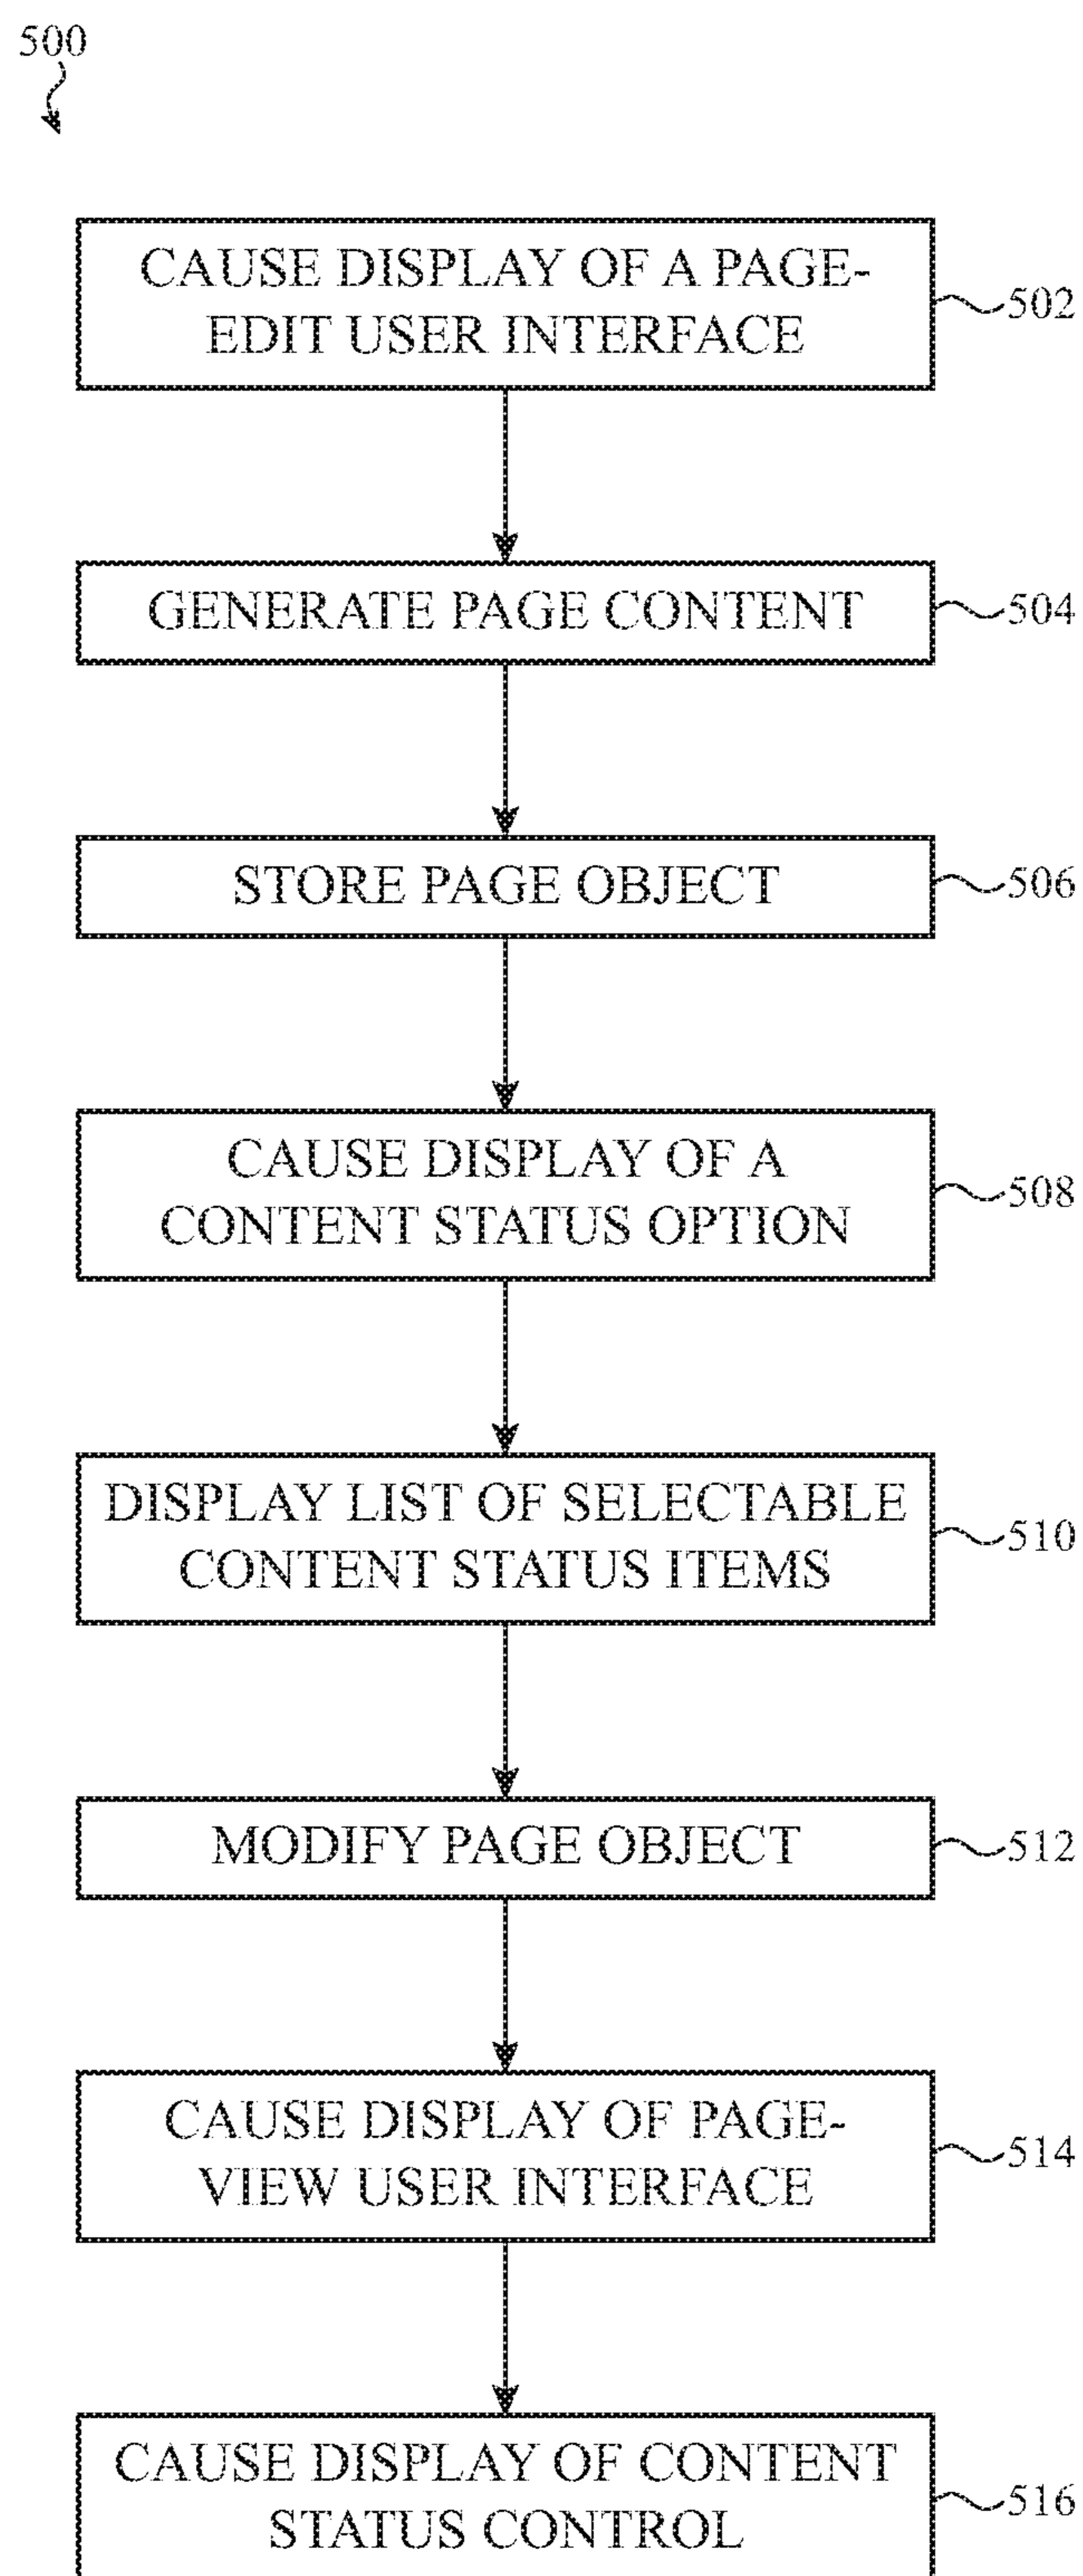 500
CAUSE DISPLAY OF A PAGE-
EDIT USER INTERFACE
502
GENERATE PAGE CONTENT
504
STORE PAGE OBJECT
506
CAUSE DISPLAY OF A
CONTENT STATUS OPTION
508
DISPLAY LIST OF SELECTABLE
CONTENT STATUS ITEMS
510
MODIFY PAGE OBJECT
512
CAUSE DISPLAY OF PAGE-
VIEW USER INTERFACE
514
CAUSE DISPLAY OF CONTENT
STATUS CONTROL
516